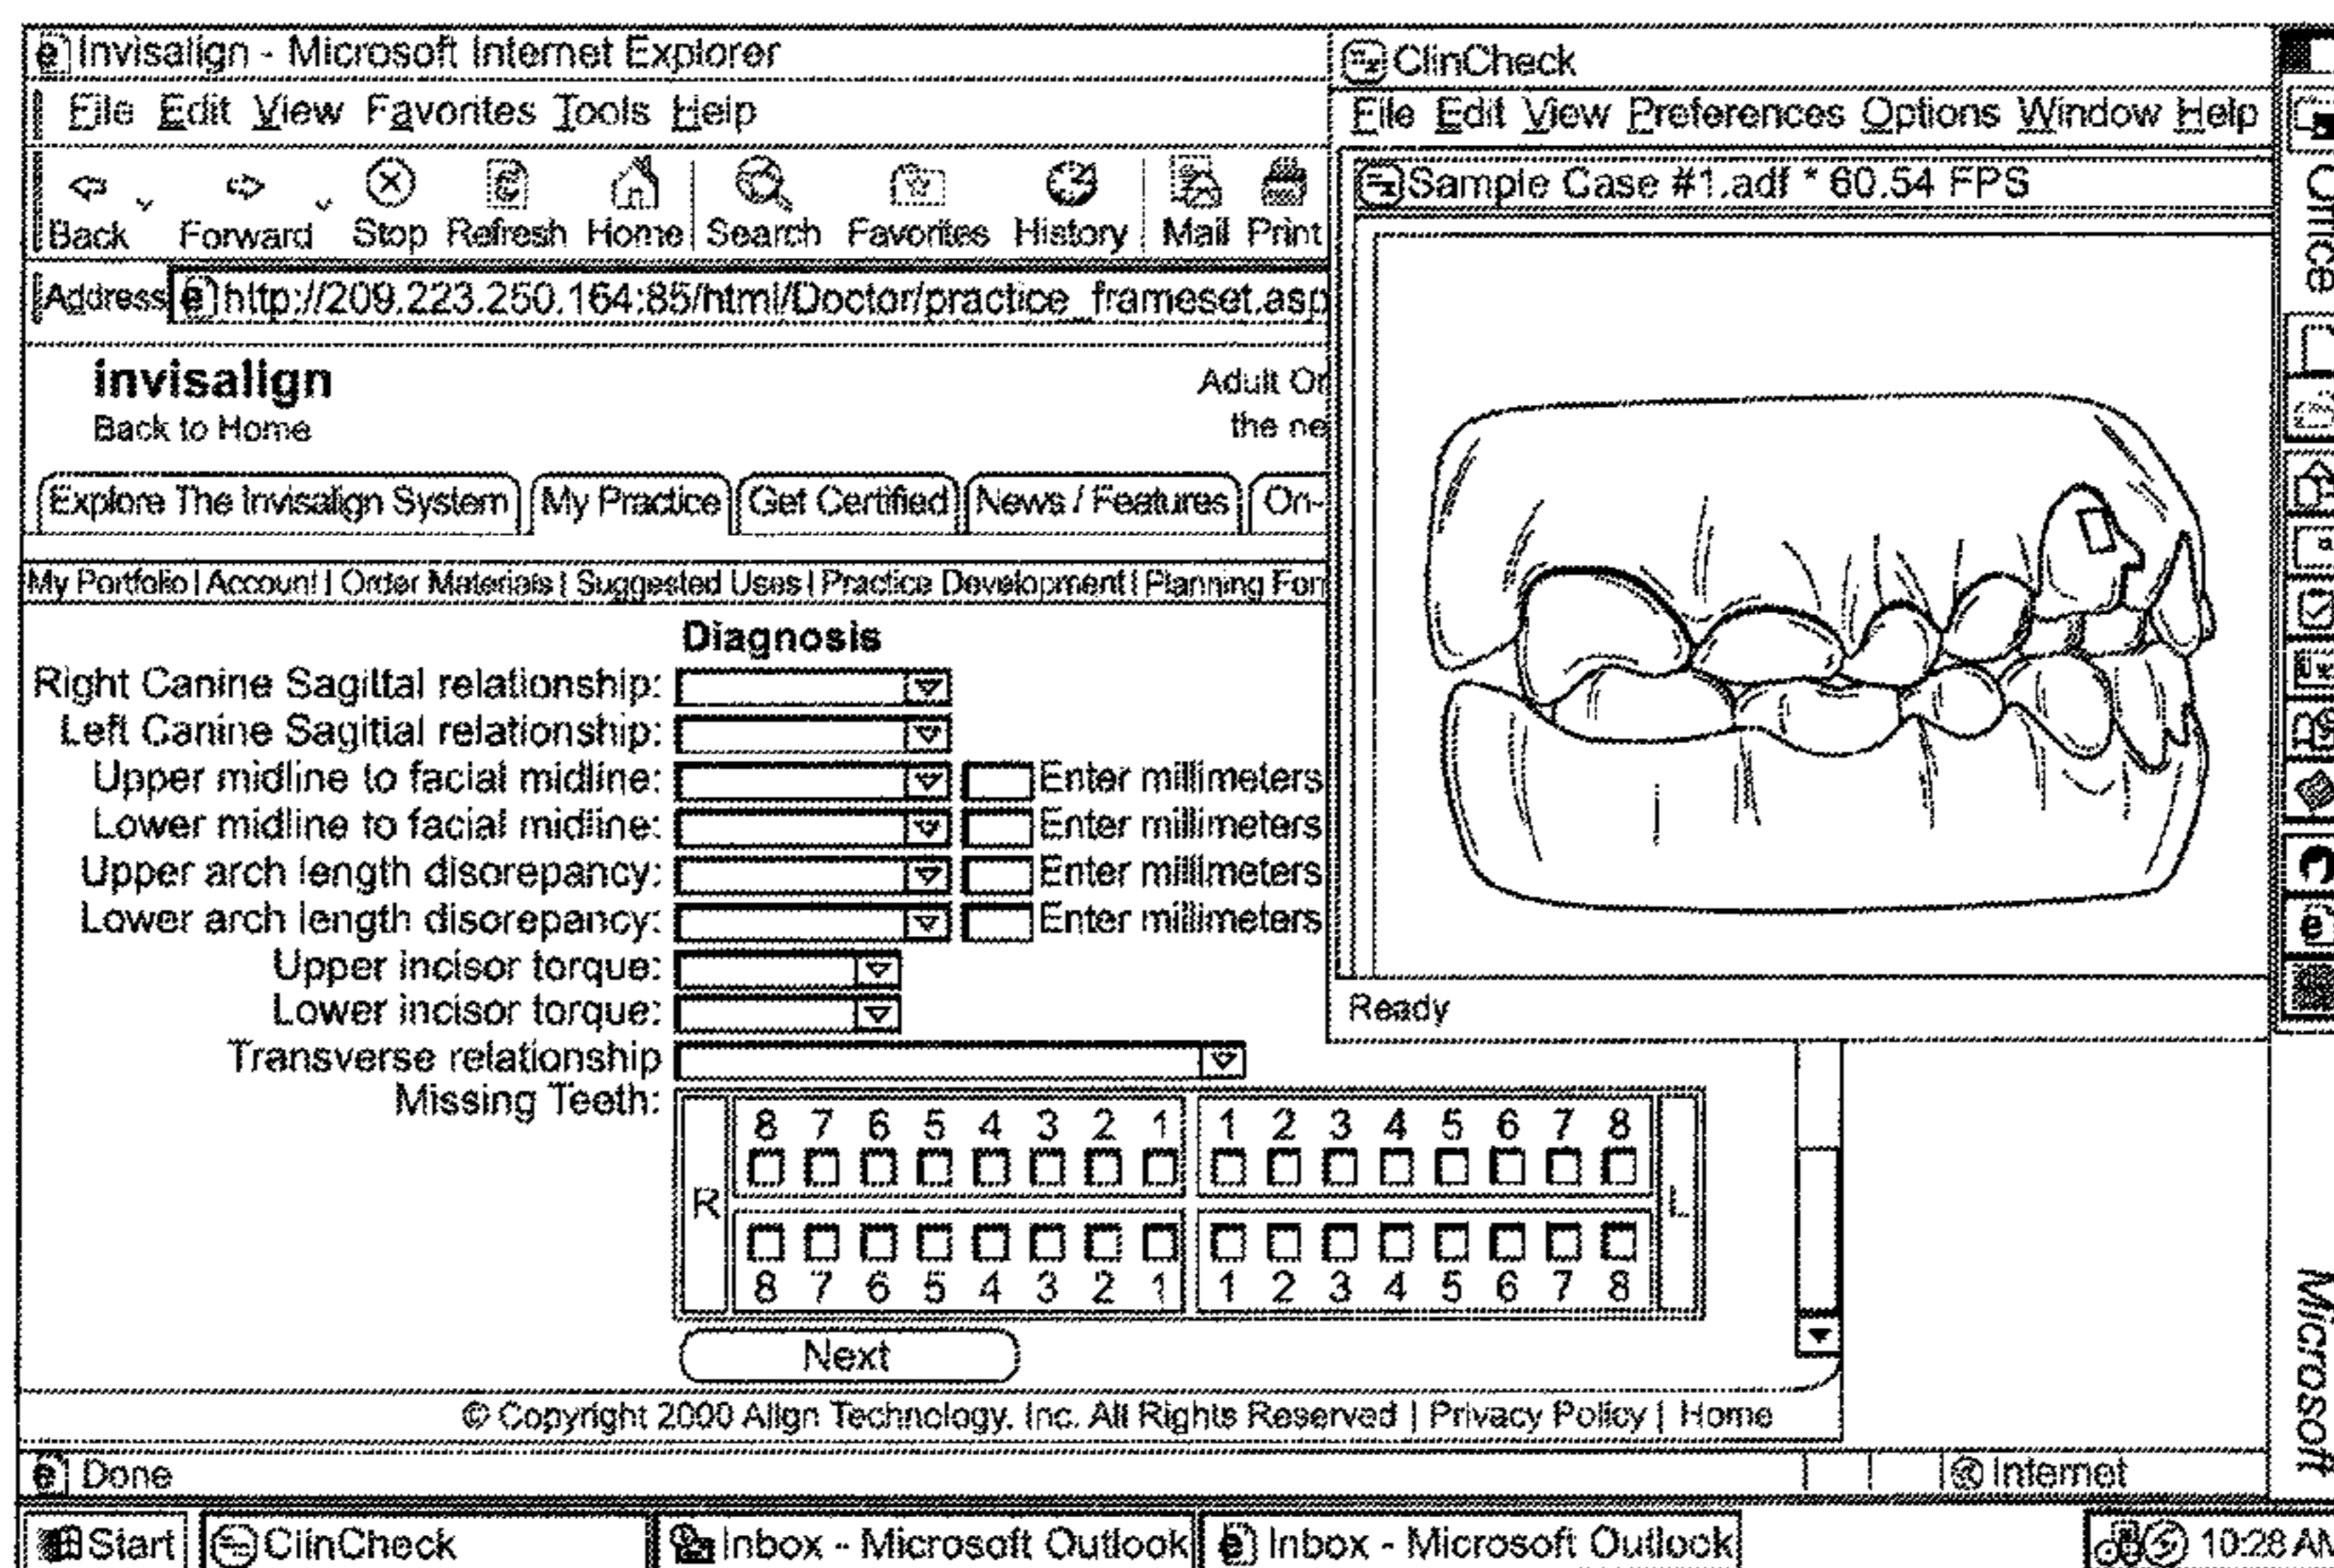 Invisalign - Microsoft Internet Explorer
File Edit View Favorites Tools Help
Back Forward Stop Refresh Home Search Favorites History Mail Print
Address http://209.223.250.164:85/html/Doctor/practice_frameset.asp
invisalign
Back to Home
Adult Or
the ne
Explore The Invisalign System My Practice Get Certified News / Features On-
My Portfolio | Account | Order Materials | Suggested Uses | Practice Development | Planning For
Diagnosis
Right Canine Sagittal relationship:
Left Canine Sagittal relationship:
Upper midline to facial midline: Enter millimeters
Lower midline to facial midline: Enter millimeters
Upper arch length disorepancy: Enter millimeters
Lower arch length disorepancy: Enter millimeters
Upper incisor torque:
Lower incisor torque:
Transverse relationship
Missing Teeth:
8 7 6 5 4 3 2 1 1 2 3 4 5 6 7 8
R L
8 7 6 5 4 3 2 1 1 2 3 4 5 6 7 8
Next
© Copyright 2000 Align Technology, Inc. All Rights Reserved | Privacy Policy | Home
Done Internet
ClinCheck
File Edit View Preferences Options Window Help
Sample Case #1.adf * 60.54 FPS
Ready
Office
Microsoft
Start ClinCheck Inbox - Microsoft Outlook Inbox - Microsoft Outlook 10:28 AM